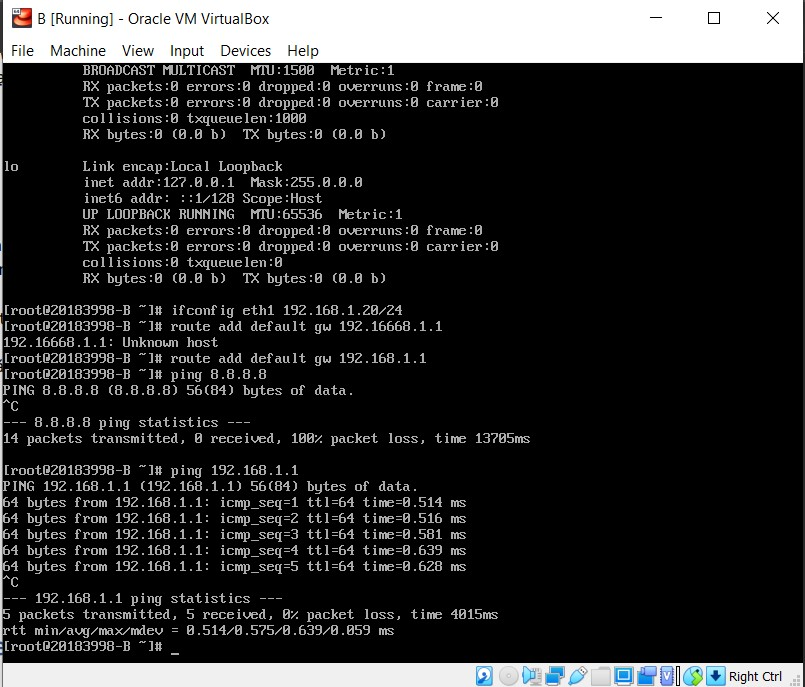 B [Running] - Oracle VM VirtualBox
File Machine View Input Devices Help
BROADCAST MULTICAST  MTU:1500  Metric:1
RX packets:0 errors:0 dropped:0 overruns:0 frame:0
TX packets:0 errors:0 dropped:0 overruns:0 carrier:0
collisions:0 txqueuelen:1000
RX bytes:0 (0.0 b)  TX bytes:0 (0.0 b)
lo        Link encap:Local Loopback
inet addr:127.0.0.1  Mask:255.0.0.0
inet6 addr: ::1/128 Scope:Host
UP LOOPBACK RUNNING  MTU:65536  Metric:1
RX packets:0 errors:0 dropped:0 overruns:0 frame:0
TX packets:0 errors:0 dropped:0 overruns:0 carrier:0
collisions:0 txqueuelen:0
RX bytes:0 (0.0 b)  TX bytes:0 (0.0 b)
[root@20183998-B ~]# ifconfig eth1 192.168.1.20/24
[root@20183998-B ~]# route add default gw 192.16668.1.1
192.16668.1.1: Unknown host
[root@20183998-B ~]# route add default gw 192.168.1.1
[root@20183998-B ~]# ping 8.8.8.8
PING 8.8.8.8 (8.8.8.8) 56(84) bytes of data.
^C
--- 8.8.8.8 ping statistics ---
14 packets transmitted, 0 received, 100% packet loss, time 13705ms
[root@20183998-B ~]# ping 192.168.1.1
PING 192.168.1.1 (192.168.1.1) 56(84) bytes of data.
64 bytes from 192.168.1.1: icmp_seq=1 ttl=64 time=0.514 ms
64 bytes from 192.168.1.1: icmp_seq=2 ttl=64 time=0.516 ms
64 bytes from 192.168.1.1: icmp_seq=3 ttl=64 time=0.581 ms
64 bytes from 192.168.1.1: icmp_seq=4 ttl=64 time=0.639 ms
64 bytes from 192.168.1.1: icmp_seq=5 ttl=64 time=0.628 ms
^C
--- 192.168.1.1 ping statistics ---
5 packets transmitted, 5 received, 0% packet loss, time 4015ms
rtt min/avg/max/mdev = 0.514/0.575/0.639/0.059 ms
[root@20183998-B ~]# _
Right Ctrl